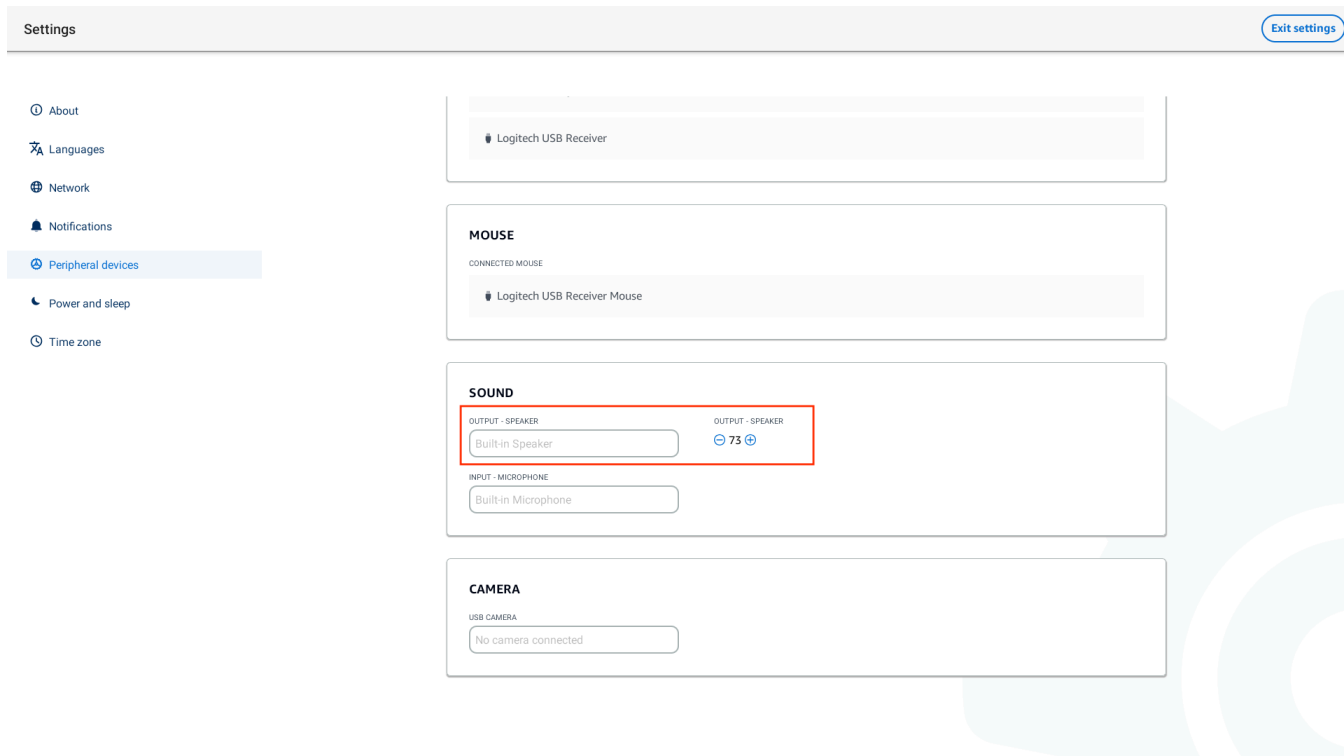 Settings
Exit settings
About
Languages
Network
Notifications
Peripheral devices
Power and sleep
Time zone
Logitech USB Receiver
MOUSE
CONNECTED MOUSE
Logitech USB Receiver Mouse
SOUND
OUTPUT - SPEAKER
Built-in Speaker
OUTPUT - SPEAKER
73
INPUT - MICROPHONE
Built-in Microphone
CAMERA
USB CAMERA
No camera connected